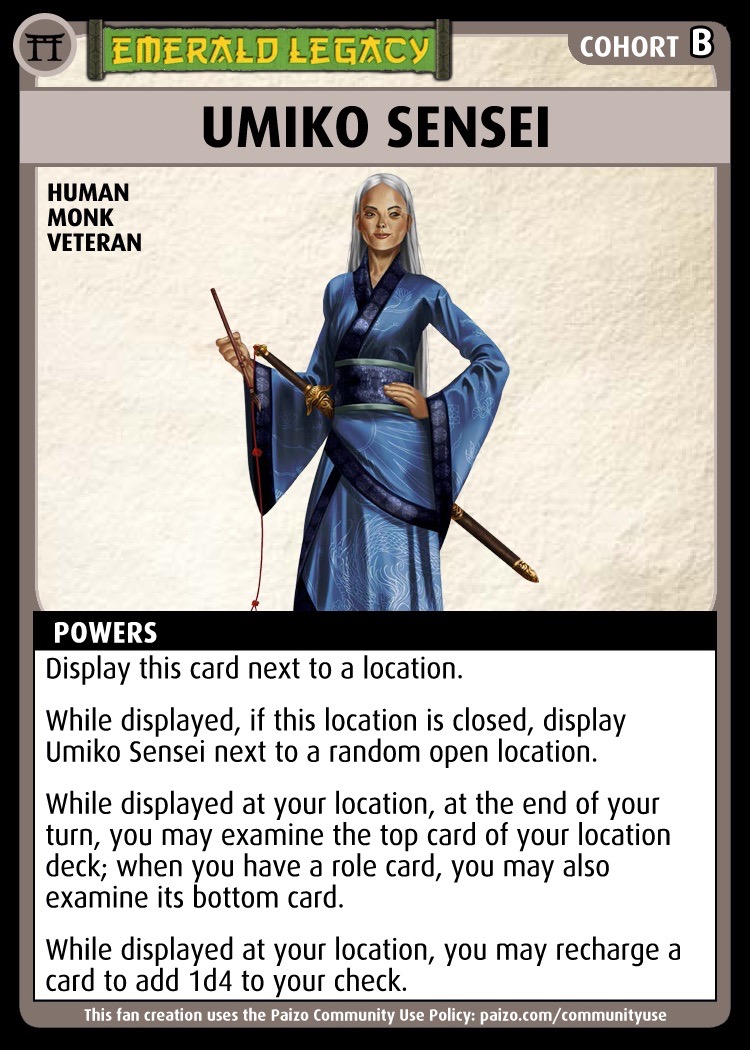 EMERALD LEGACY
COHORT B
UMIKO SENSEI
HUMAN
MONK
VETERAN
POWERS
Display this card next to a location.
While displayed, if this location is closed, display
Umiko Sensei next to a random open location.
While displayed at your location, at the end of your
turn, you may examine the top card of your location
deck; when you have a role card, you may also
examine its bottom card.
While displayed at your location, you may recharge a
card to add 1d4 to your check.
This fan creation uses the Paizo Community Use Policy: paizo.com/communityuse